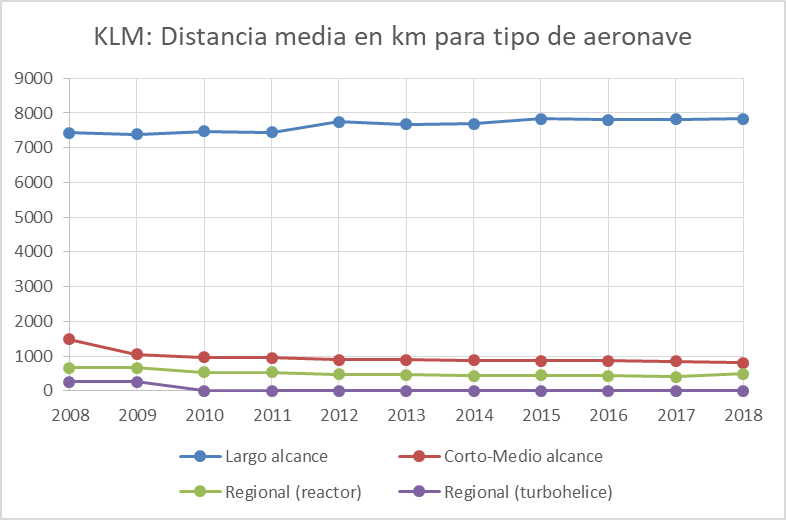 KLM: Distancia media en km para tipo de aeronave
9000
8000
7000
6000
5000
4000
3000
2000
1000
0
2008 2009 2010 2011 2012 2013 2014 2015 2016 2017 2018
Largo alcance Corto-Medio alcance
Regional (reactor) Regional (turbohelice)